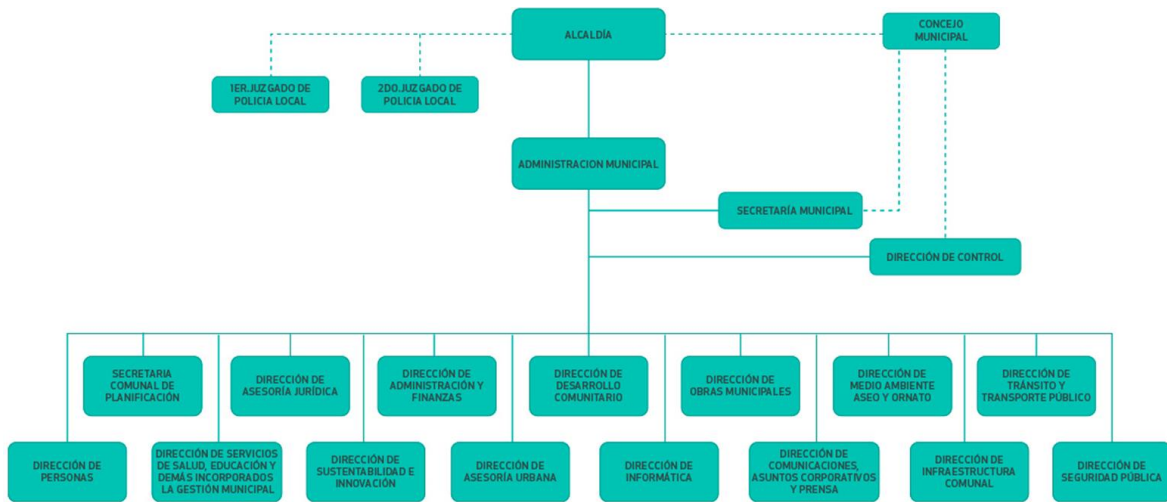 ALCALDÍA
CONCEJO
MUNICIPAL
1ER.JUZGADO DE
POLICIA LOCAL
2DO.JUZGADO DE
POLICIA LOCAL
ADMINISTRACION MUNICIPAL
SECRETARÍA MUNICIPAL
DIRECCIÓN DE CONTROL
SECRETARIA
COMUNAL DE
PLANIFICACIÓN
DIRECCIÓN DE
ASESORÍA JURÍDICA
DIRECCIÓN DE
ADMINISTRACIÓN Y
FINANZAS
DIRECCIÓN DE
DESARROLLO
COMUNITARIO
DIRECCIÓN DE
OBRAS MUNICIPALES
DIRECCIÓN DE
MEDIO AMBIENTE
ASEO Y ORNATO
DIRECCIÓN DE
TRÁNSITO Y
TRANSPORTE PÚBLICO
DIRECCIÓN DE
PERSONAS
DIRECCIÓN DE SERVICIOS
DE SALUD, EDUCACIÓN Y
DEMÁS INCORPORADOS
LA GESTIÓN MUNICIPAL
DIRECCIÓN DE
SUSTENTABILIDAD E
INNOVACIÓN
DIRECCIÓN DE
ASESORÍA URBANA
DIRECCIÓN DE
INFORMÁTICA
DIRECCIÓN DE
COMUNICACIONES,
ASUNTOS CORPORATIVOS
Y PRENSA
DIRECCIÓN DE
INFRAESTRUCTURA
COMUNAL
DIRECCIÓN DE
SEGURIDAD PÚBLICA